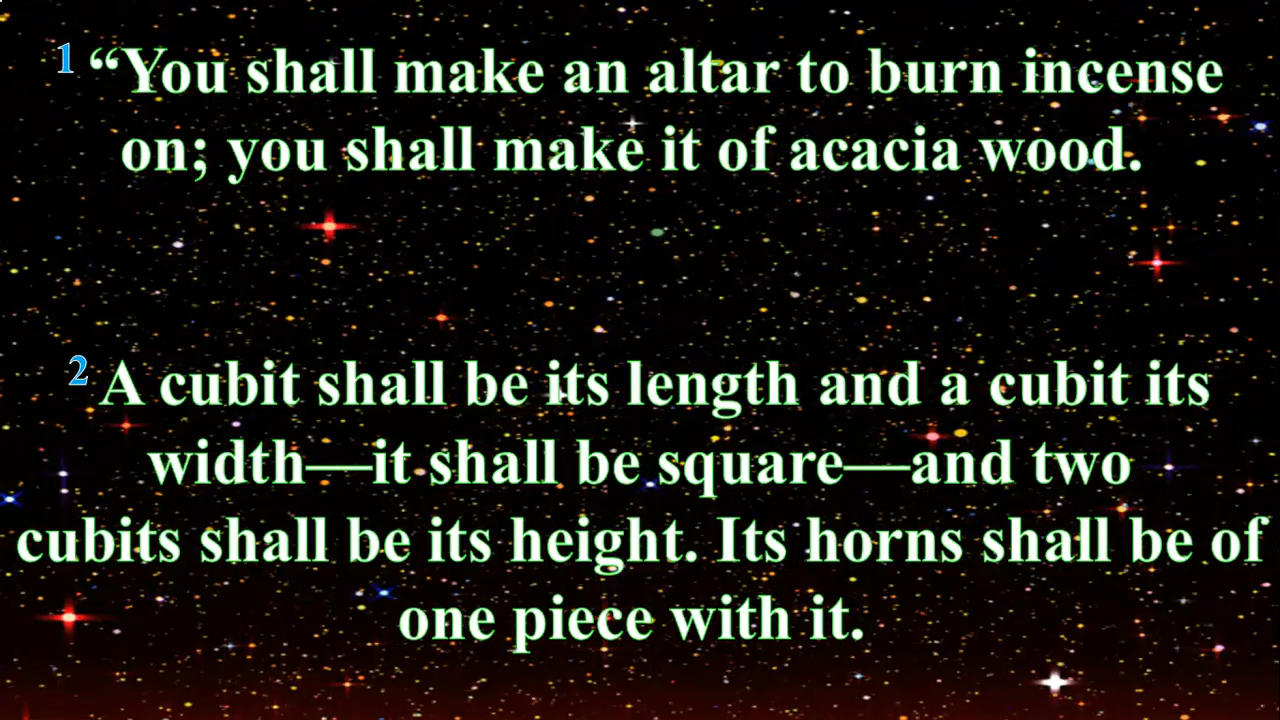 1 “You shall make an altar to burn incense
on; you shall make it of acacia wood.
2 A cubit shall be its length and a cubit its
width—it shall be square—and two
cubits shall be its height. Its horns shall be of
one piece with it.